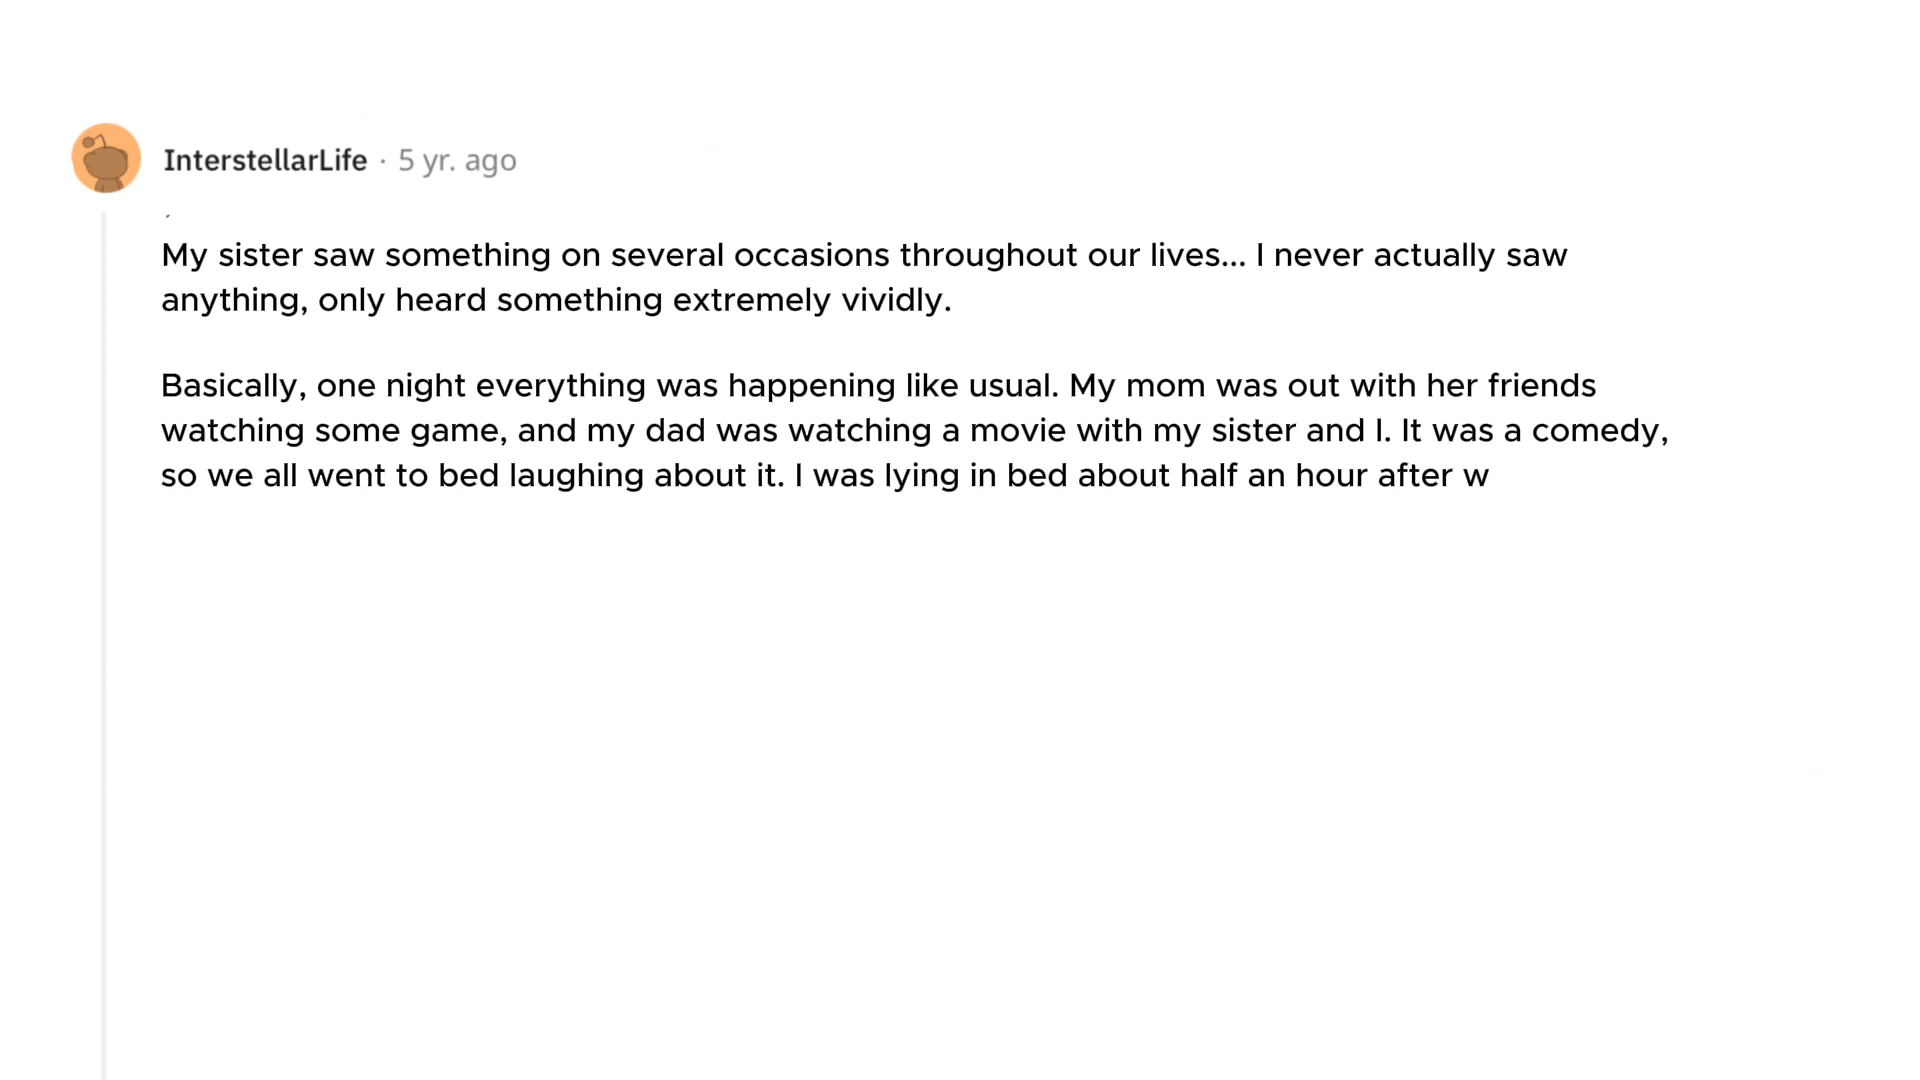 InterstellarLife · 5 yr. ago
My sister saw something on several occasions throughout our lives... I never actually saw
anything, only heard something extremely vividly.
Basically, one night everything was happening like usual. My mom was out with her friends
watching some game, and my dad was watching a movie with my sister and I. It was a comedy,
so we all went to bed laughing about it. I was lying in bed about half an hour after w